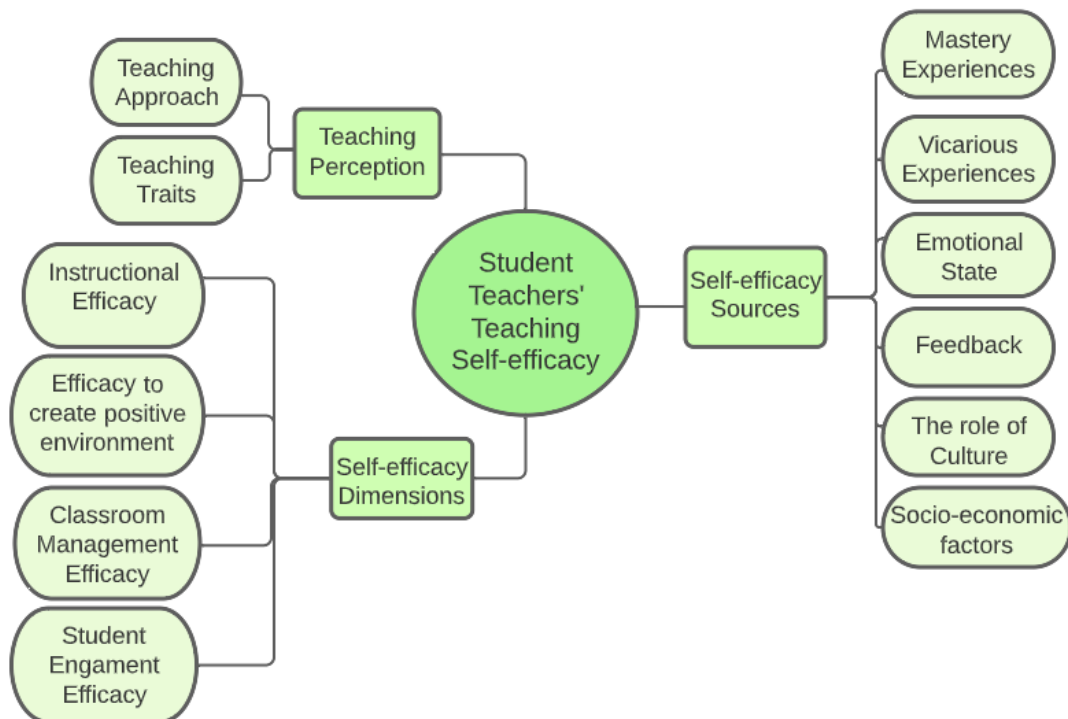 Teaching
Approach
Teaching
Traits
Teaching
Perception
Instructional
Efficacy
Efficacy to
create positive
environment
Classroom
Management
Efficacy
Student
Engament
Efficacy
Self-efficacy
Dimensions
Student
Teachers'
Teaching
Self-efficacy
Self-efficacy
Sources
Mastery
Experiences
Vicarious
Experiences
Emotional
State
Feedback
The role of
Culture
Socio-economic
factors